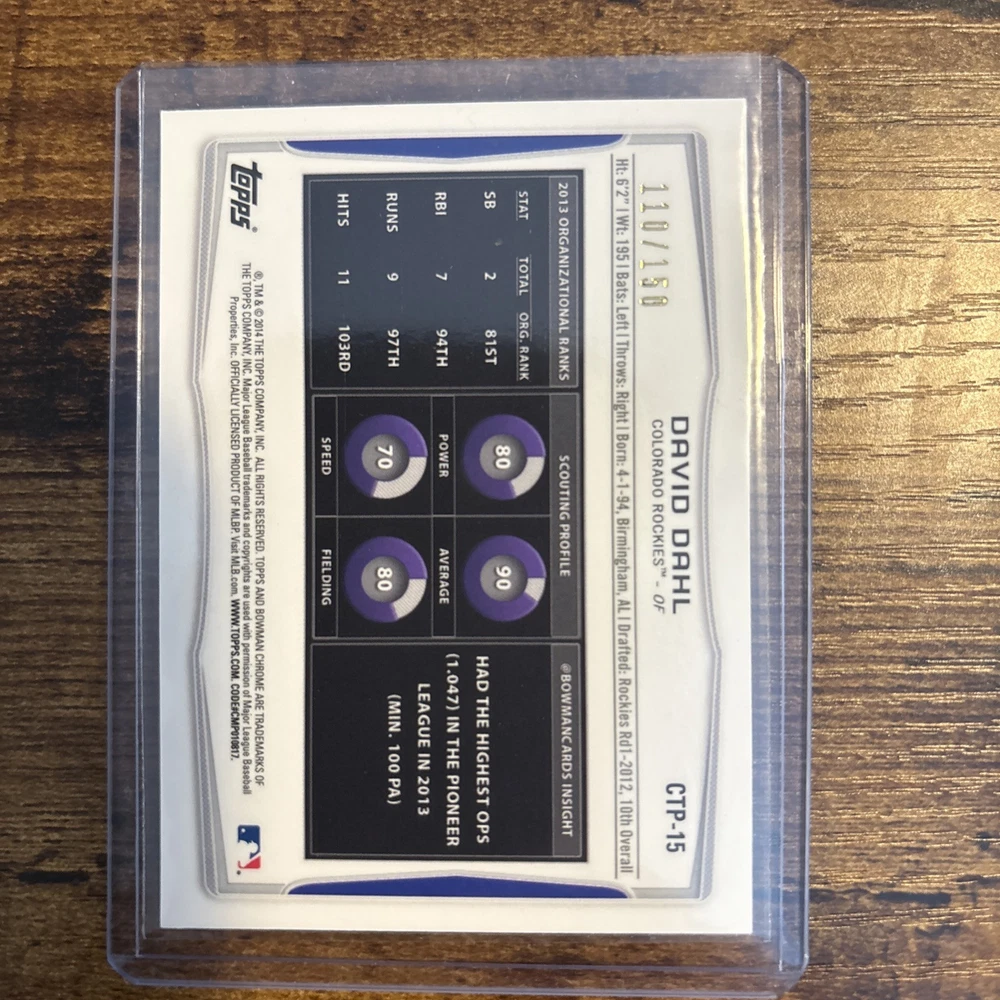 110/150
DAVID DAHL
CTP-15
COLORADO ROCKIES™ - OF
Ht: 6'2" | Wt: 195 | Bats: Left | Throws: Right | Born: 4-1-94, Birmingham, AL | Drafted: Rockies Rd1-2012, 10th Overall
2013 ORGANIZATIONAL RANKS
STAT TOTAL ORG. RANK
SB 2 81ST
RBI 7 94TH
RUNS 9 97TH
HITS 11 103RD
SCOUTING PROFILE
80 90
POWER AVERAGE
70 80
SPEED FIELDING
@BOWMANCARDS INSIGHT
HAD THE HIGHEST OPS
(1.047) IN THE PIONEER
LEAGUE IN 2013
(MIN. 100 PA)
topps®
®, TM & © 2014 THE TOPPS COMPANY, INC. ALL RIGHTS RESERVED. TOPPS AND BOWMAN CHROME ARE TRADEMARKS OF
THE TOPPS COMPANY, INC. Major League Baseball trademarks and copyrights are used with permission of Major League Baseball
Properties, Inc. OFFICIALLY LICENSED PRODUCT OF MLBP. Visit MLB.com. WWW.TOPPS.COM. CODE#CMP010817.